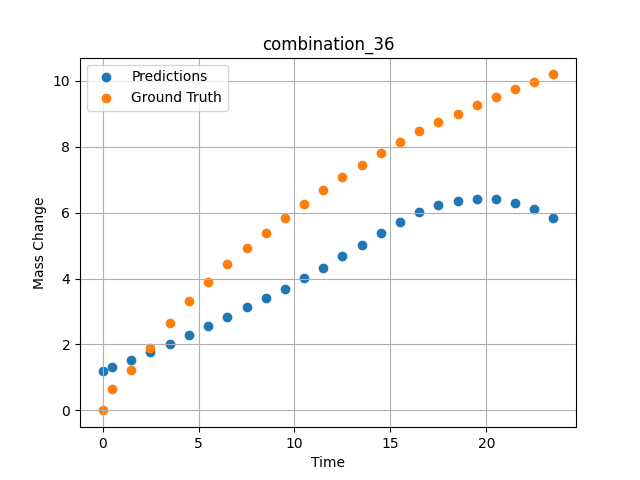 combination_36
Predictions
Ground Truth
10
8
6
4
2
0
Mass Change
0 5 10 15 20
Time